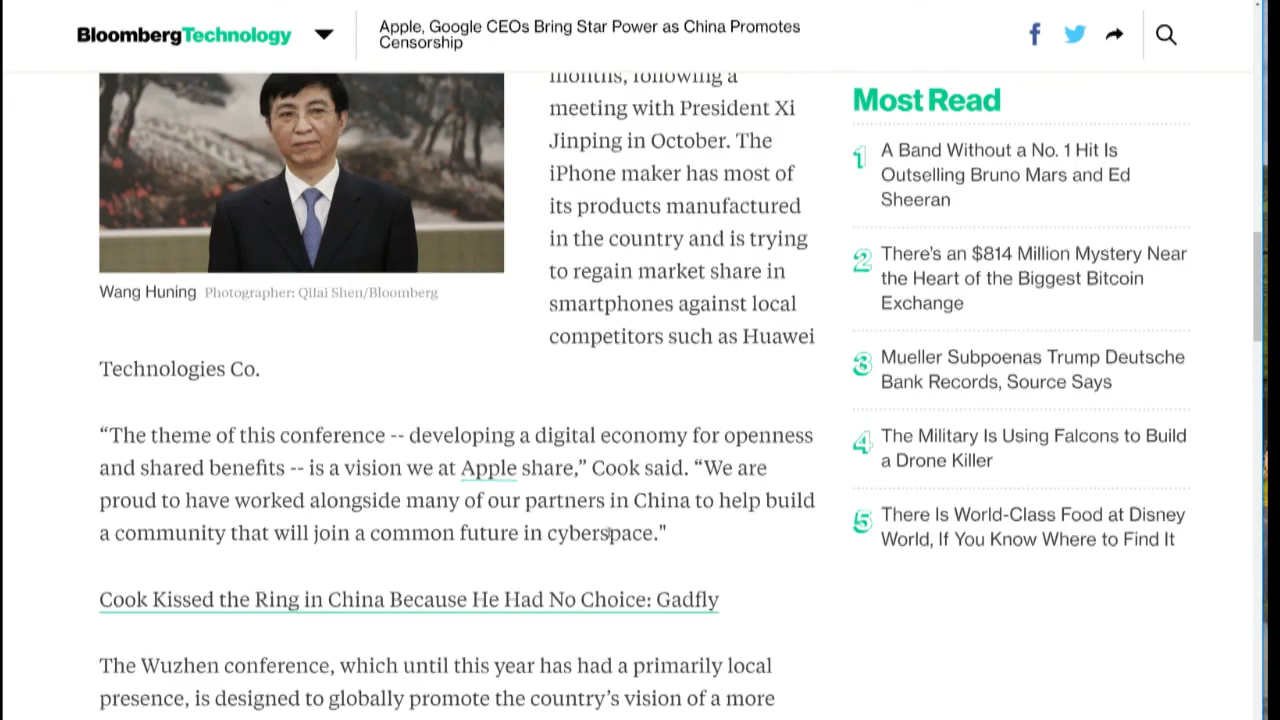 BloombergTechnology
Apple, Google CEOs Bring Star Power as China Promotes
Censorship
months, following a
meeting with President Xi
Jinping in October. The
iPhone maker has most of
its products manufactured
in the country and is trying
to regain market share in
smartphones against local
competitors such as Huawei
Technologies Co.
Wang Huning Photographer: Qilai Shen/Bloomberg
“The theme of this conference -- developing a digital economy for openness
and shared benefits -- is a vision we at Apple share,” Cook said. “We are
proud to have worked alongside many of our partners in China to help build
a community that will join a common future in cyberspace."
Cook Kissed the Ring in China Because He Had No Choice: Gadfly
The Wuzhen conference, which until this year has had a primarily local
presence, is designed to globally promote the country’s vision of a more
Most Read
1 A Band Without a No. 1 Hit Is
Outselling Bruno Mars and Ed
Sheeran
2 There’s an $814 Million Mystery Near
the Heart of the Biggest Bitcoin
Exchange
3 Mueller Subpoenas Trump Deutsche
Bank Records, Source Says
4 The Military Is Using Falcons to Build
a Drone Killer
5 There Is World-Class Food at Disney
World, If You Know Where to Find It